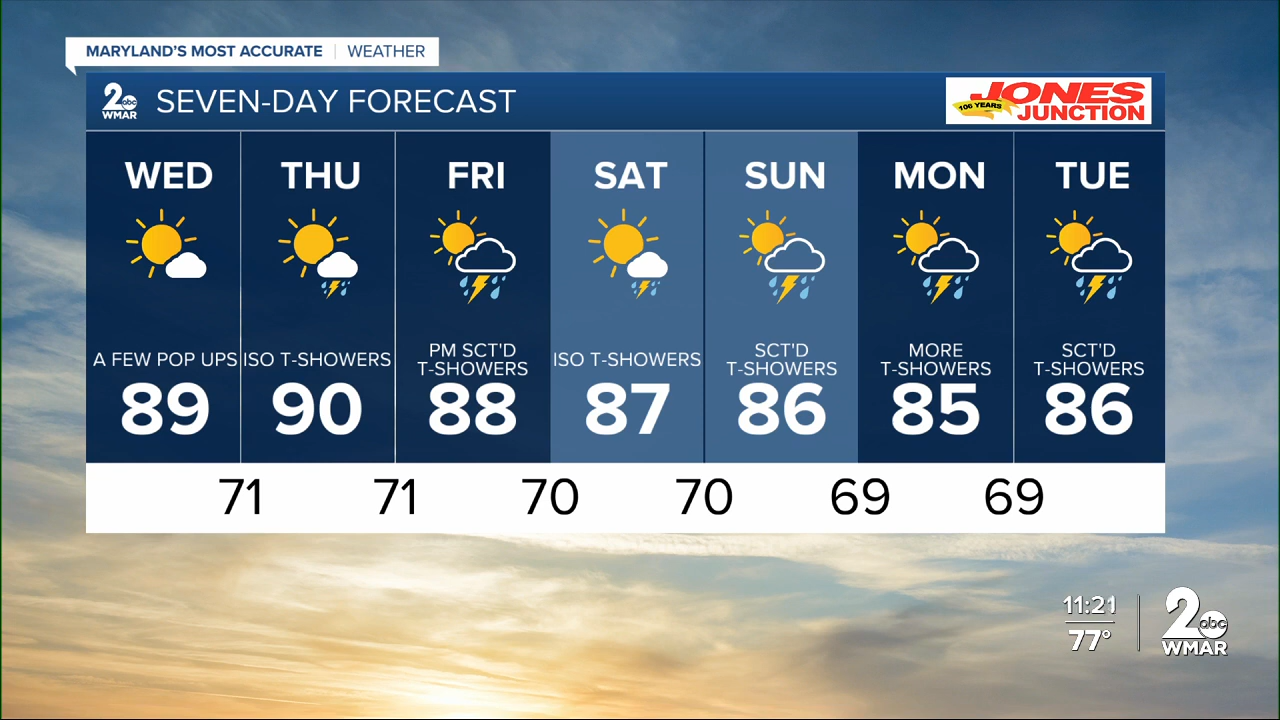 MARYLAND'S MOST ACCURATE | WEATHER
2 abc
WMAR
SEVEN-DAY FORECAST
JONES
106 YEARS
JUNCTION
WED THU FRI SAT SUN MON TUE
A FEW POP UPS
ISO T-SHOWERS
PM SCT'D
T-SHOWERS
ISO T-SHOWERS
SCT'D
T-SHOWERS
MORE
T-SHOWERS
SCT'D
T-SHOWERS
89 90 88 87 86 85 86
71 71 70 70 69 69
11:21
77°
2 abc
WMAR